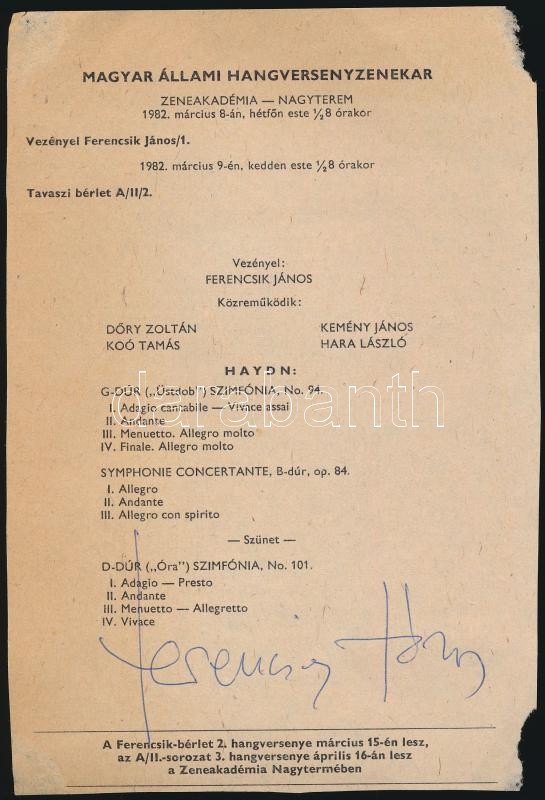 MAGYAR ÁLLAMI HANGVERSENYZENEKAR
ZENEAKADÉMIA — NAGYTEREM
1982. március 8-án, hétfőn este ½8 órakor
Vezényel Ferencsik János/1.
1982. március 9-én, kedden este ½8 órakor
Tavaszi bérlet A/II/2.
Vezényel:
FERENCSIK JÁNOS
Közreműködik:
DŐRY ZOLTÁN KEMÉNY JÁNOS
KOÓ TAMÁS HARA LÁSZLÓ
HAYDN:
G-DÚR („Üstdob”) SZIMFÓNIA, No. 94.
I. Adagio cantabile — Vivace assai
II. Andante
III. Menuetto. Allegro molto
IV. Finale. Allegro molto
darabanth
SYMPHONIE CONCERTANTE, B-dúr, op. 84.
I. Allegro
II. Andante
III. Allegro con spirito
— Szünet —
D-DÚR („Óra”) SZIMFÓNIA, No. 101.
I. Adagio — Presto
II. Andante
III. Menuetto — Allegretto
IV. Vivace
Ferencsik János
A Ferencsik-bérlet 2. hangversenye március 15-én lesz,
az A/II.-sorozat 3. hangversenye április 16-án lesz
a Zeneakadémia Nagytermében